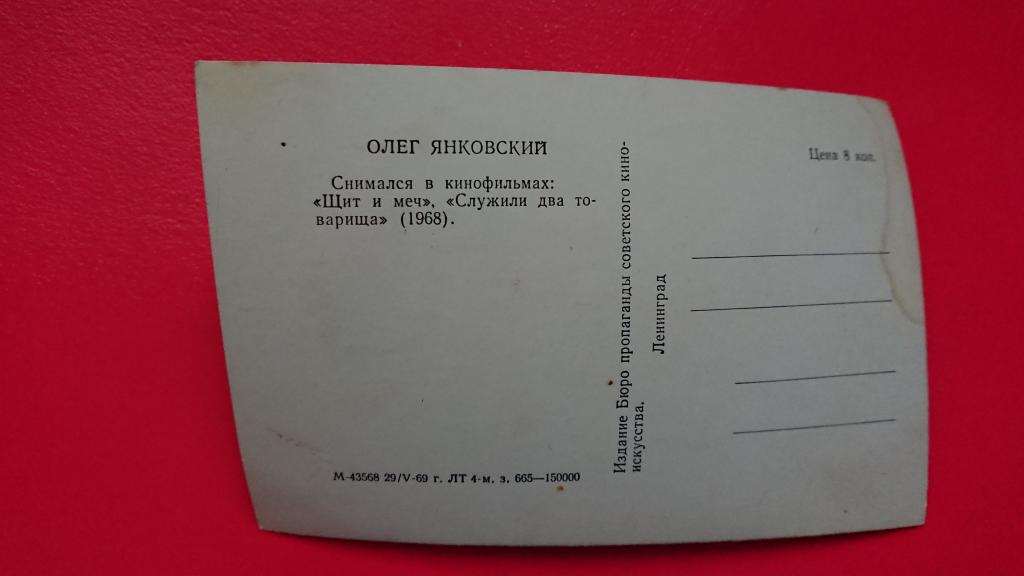 ОЛЕГ ЯНКОВСКИЙ
Снимался в кинофильмах:
«Щит и меч», «Служили два то-
варища» (1968).
М-43568 29/V-69 г. ЛТ 4-м. з. 665—150000
Издание Бюро пропаганды советского кино-
искусства.
Ленинград
Цена 8 коп.